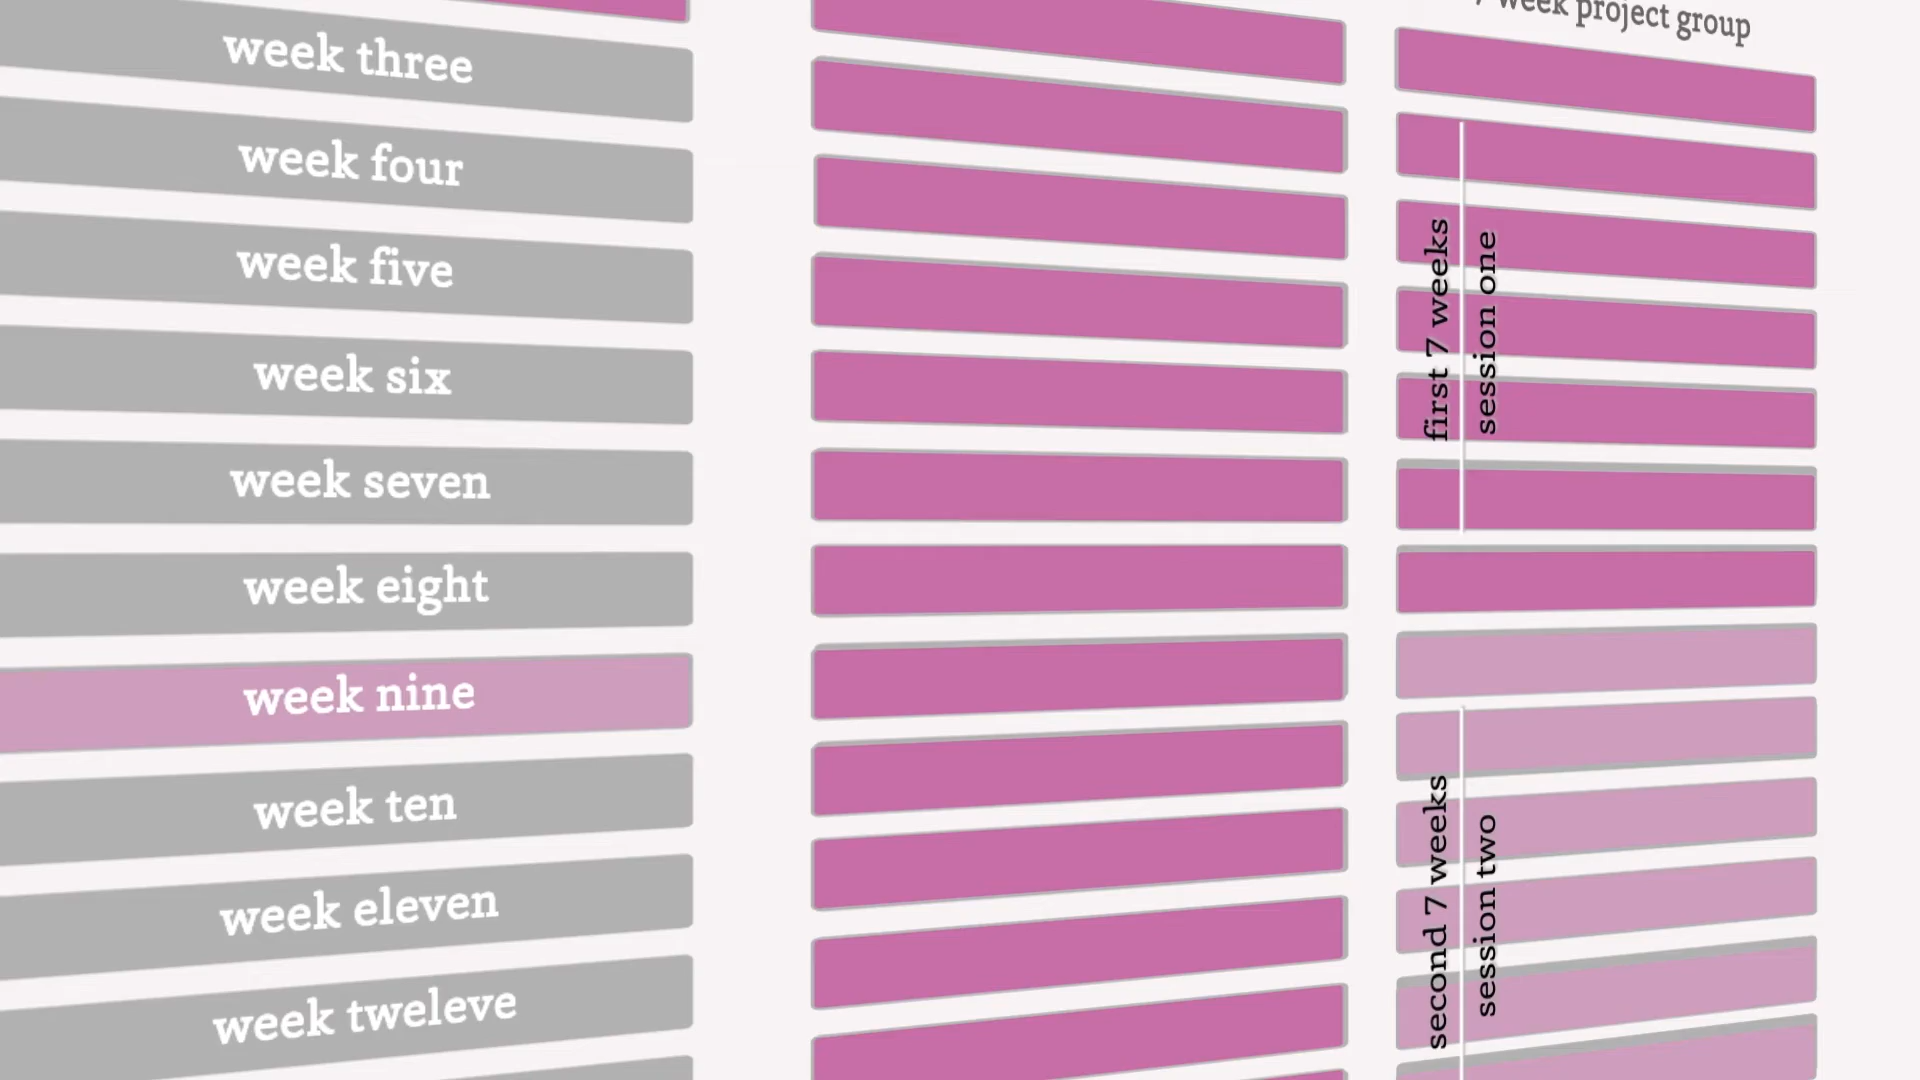 week three
week four
week five
week six
week seven
week eight
week nine
week ten
week eleven
week tweleve
7 week project group
first 7 weeks
session one
second 7 weeks
session two